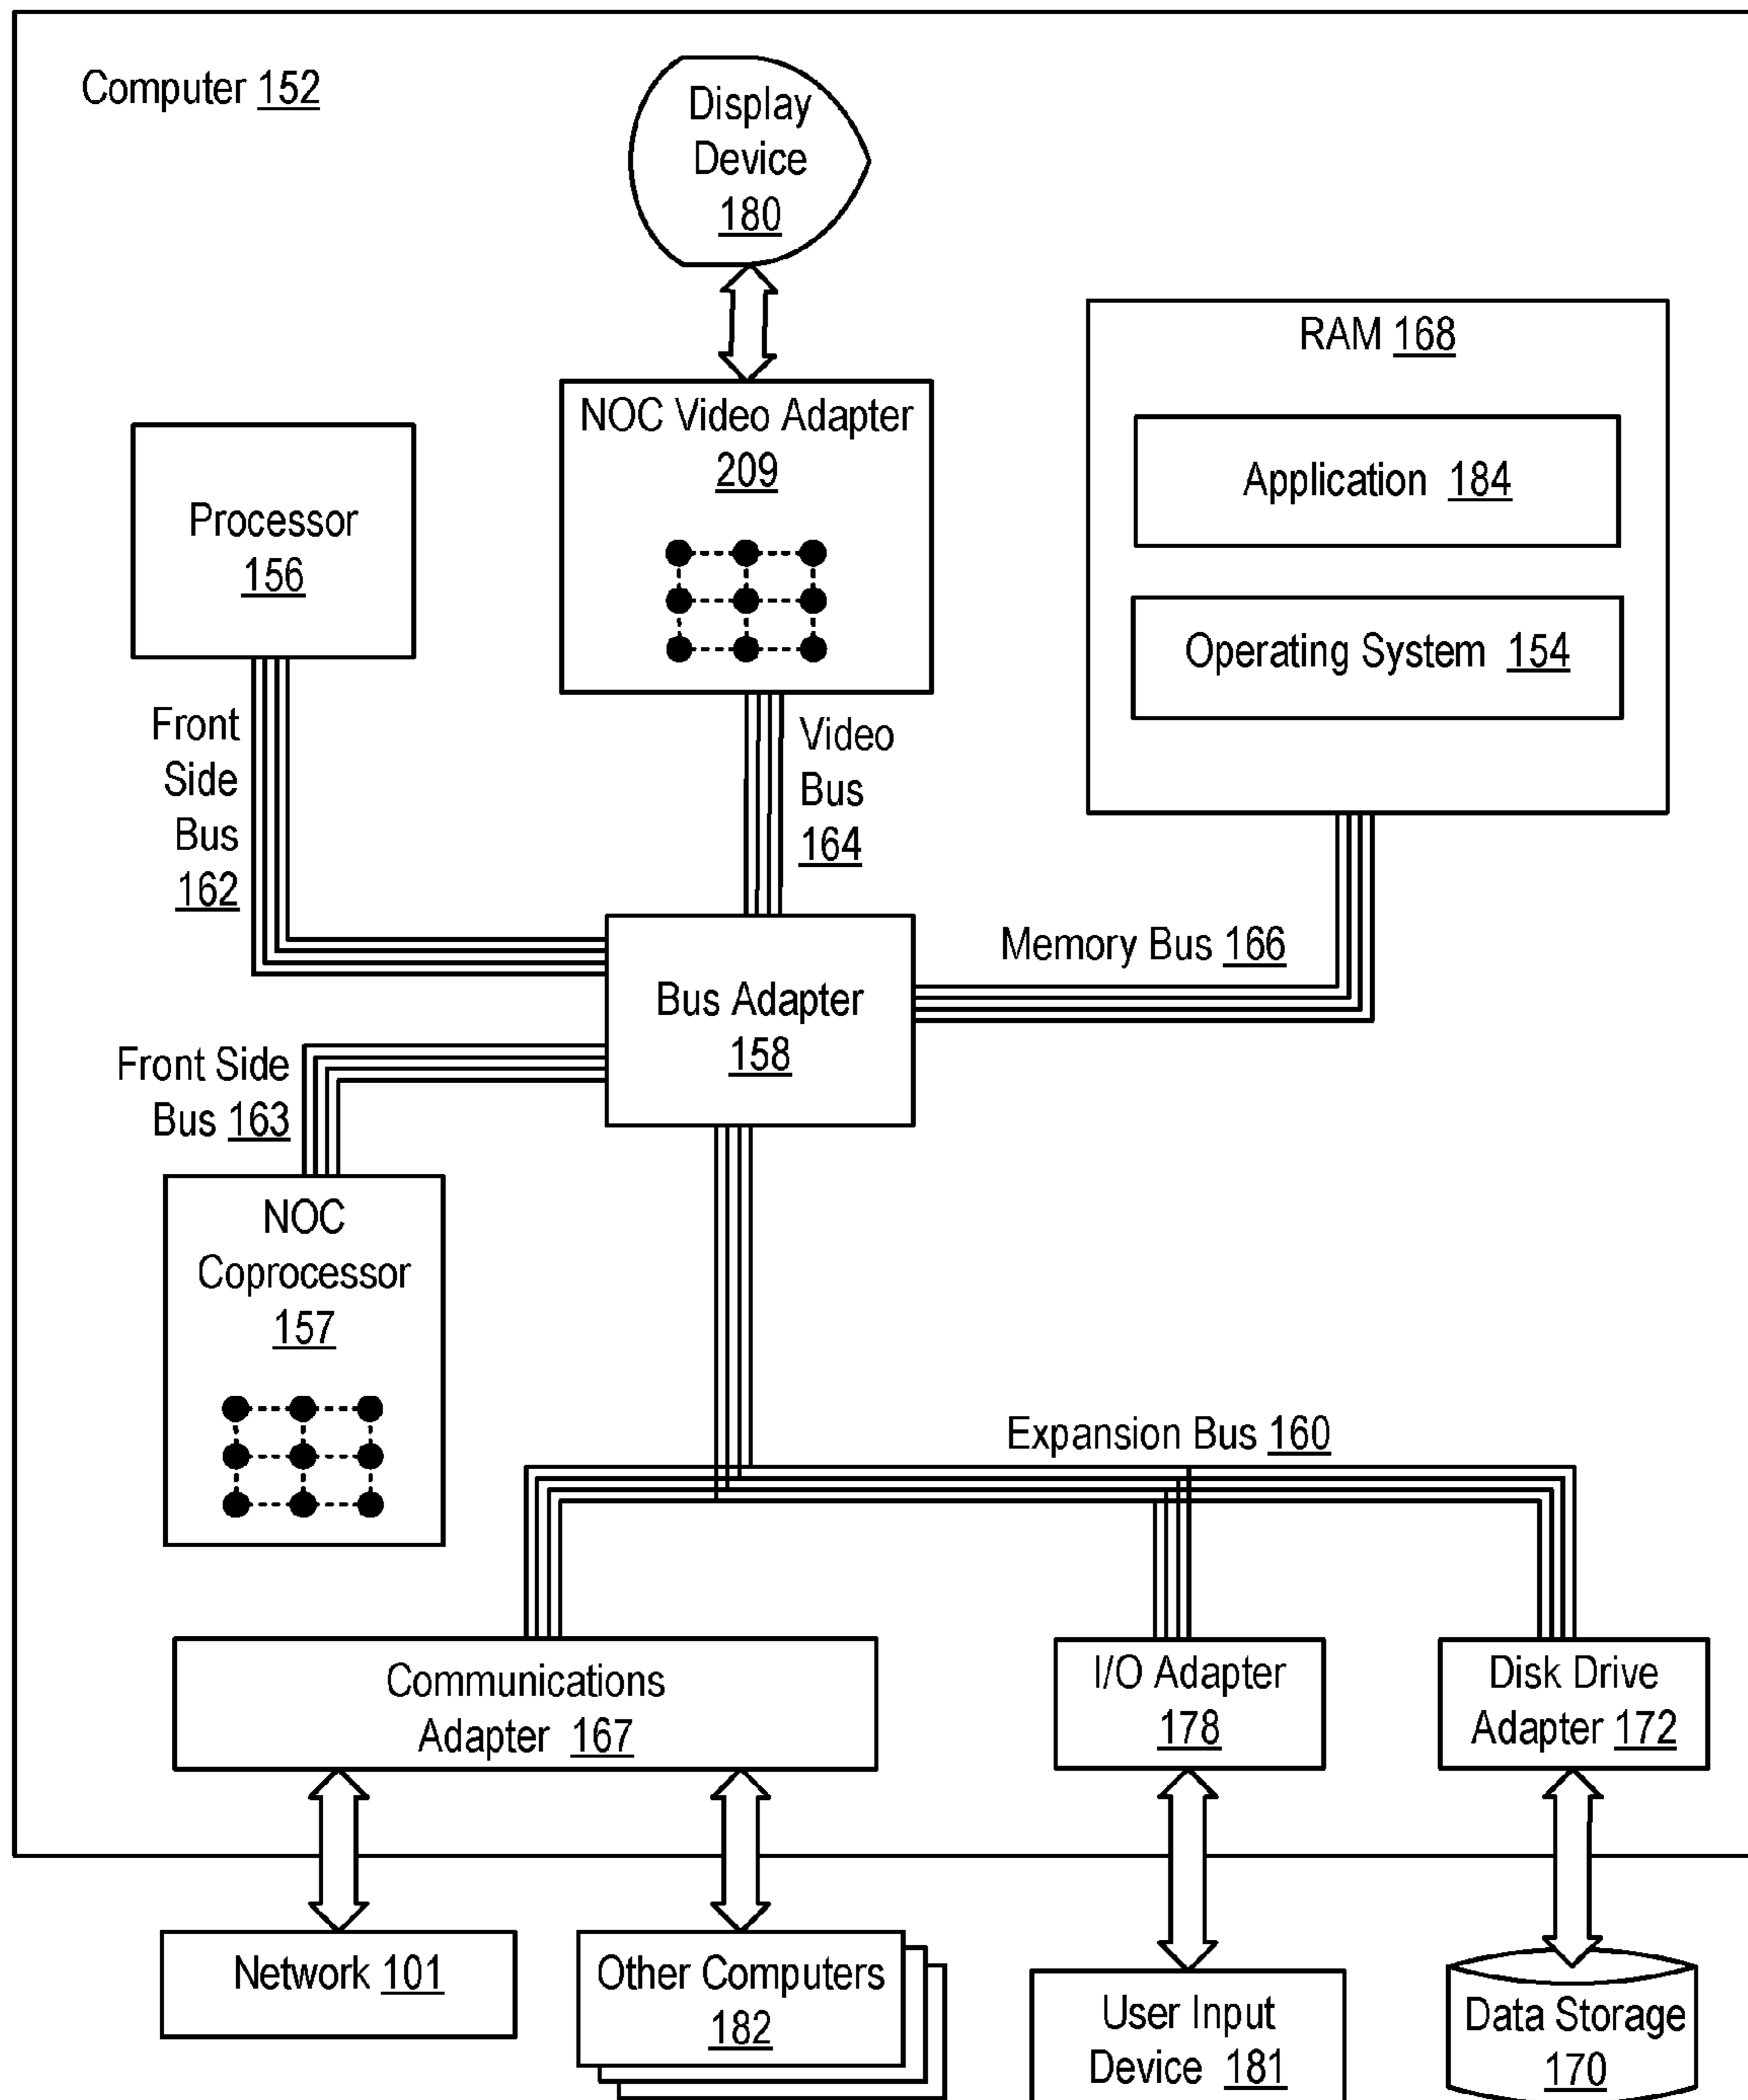 Computer 152
Display
Device
180
RAM 168
NOC Video Adapter
209
Application 184
Processor
156
Operating System 154
Front
Side
Bus
162
Video
Bus
164
Memory Bus 166
Bus Adapter
158
Front Side
Bus 163
NOC
Coprocessor
157
Expansion Bus 160
Communications
Adapter 167
I/O Adapter
178
Disk Drive
Adapter 172
Network 101
Other Computers
182
User Input
Device 181
Data Storage
170